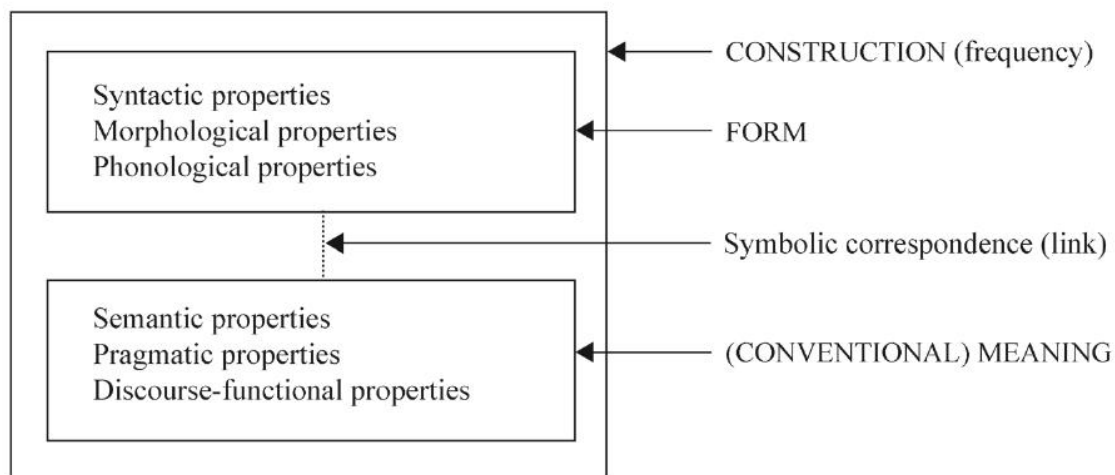 CONSTRUCTION (frequency)
Syntactic properties
Morphological properties
Phonological properties
FORM
Symbolic correspondence (link)
Semantic properties
Pragmatic properties
Discourse-functional properties
(CONVENTIONAL) MEANING